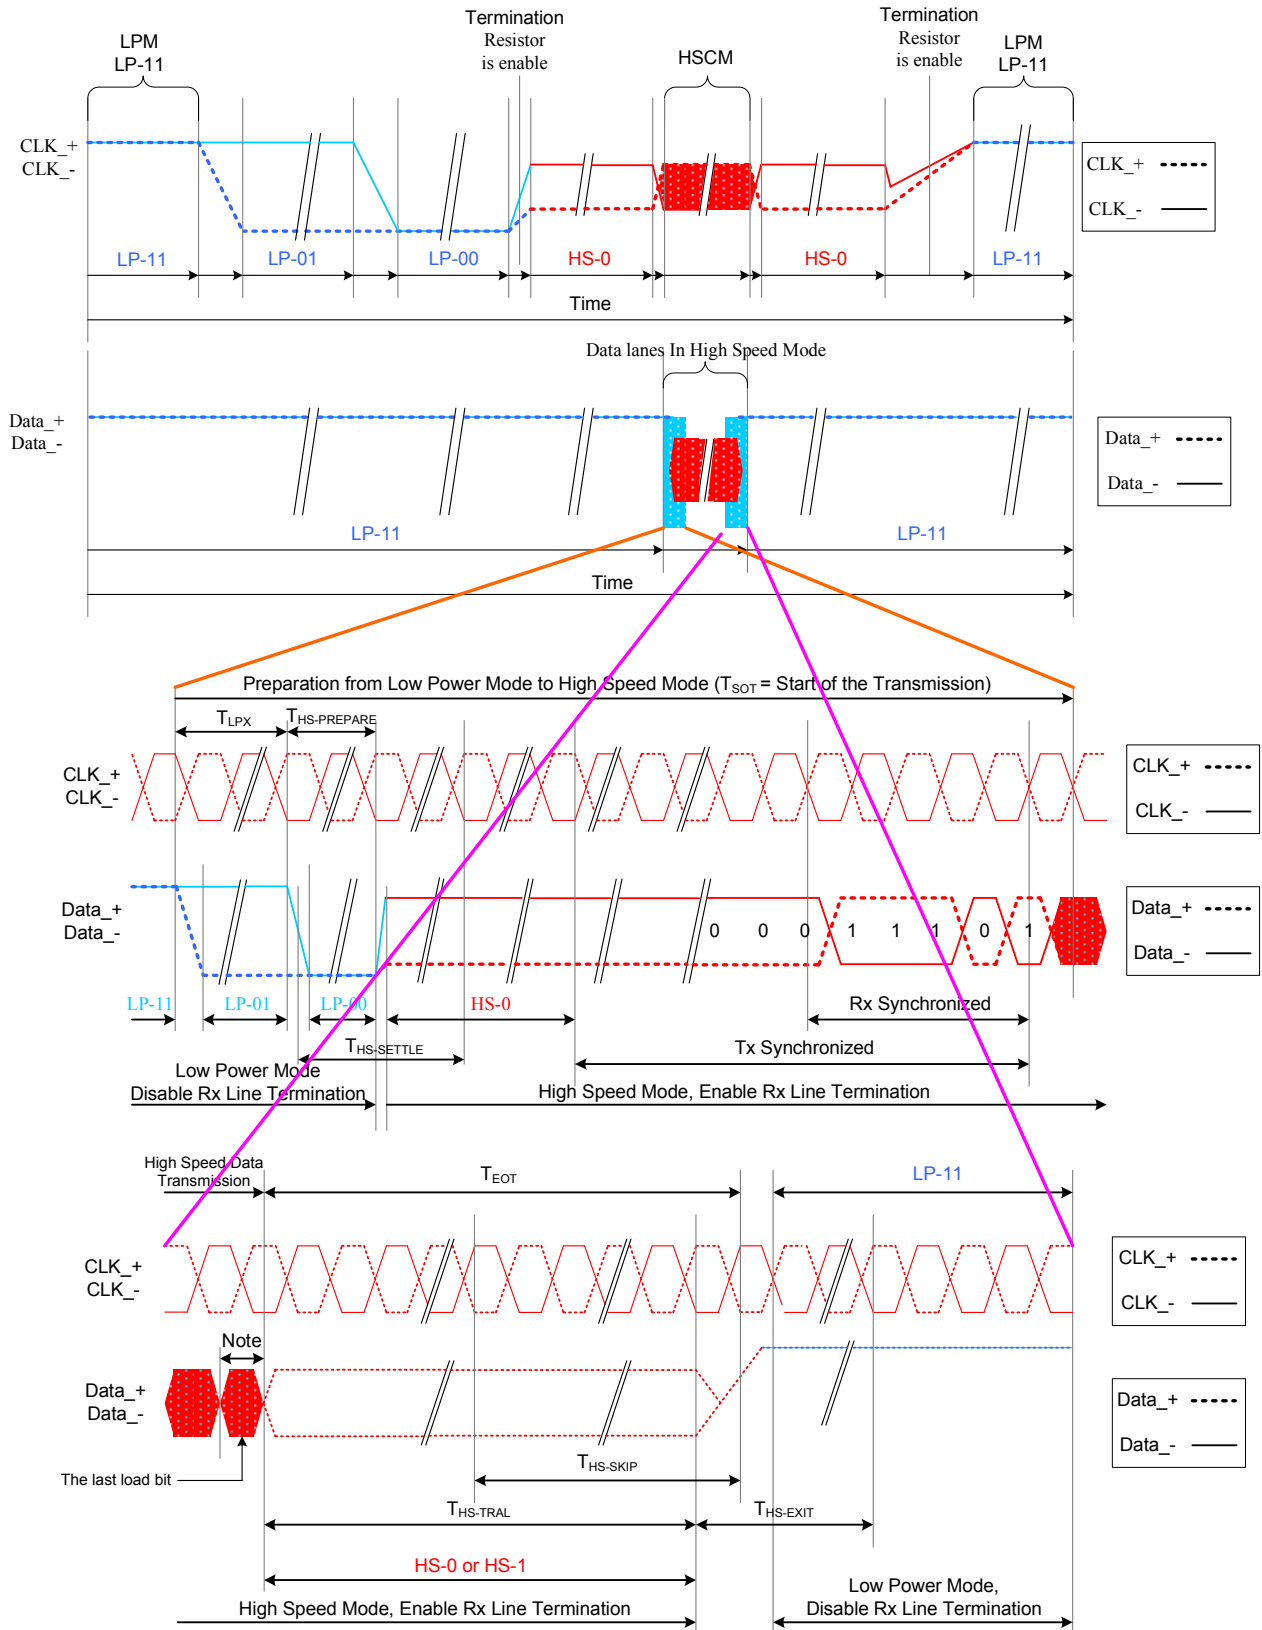 Termination
Resistor
is enable
Termination
Resistor
is enable
LPM
LP-11
HSCM
LPM
LP-11
CLK_+
CLK_-
CLK_+
CLK_-
LP-11
LP-01
LP-00
HS-0
HS-0
LP-11
Time
Data lanes In High Speed Mode
Data_+
Data_-
Data_+
Data_-
LP-11
LP-11
Time
Preparation from Low Power Mode to High Speed Mode (TSOT = Start of the Transmission)
TLPX
THS-PREPARE
CLK_+
CLK_-
CLK_+
CLK_-
Data_+
Data_-
0 0 0 1 1 1 0 1
Data_+
Data_-
LP-11
LP-01
LP-00
HS-0
Rx Synchronized
THS-SETTLE
Tx Synchronized
Low Power Mode
Disable Rx Line Termination
High Speed Mode, Enable Rx Line Termination
High Speed Data
Transmission
TEOT
LP-11
CLK_+
CLK_-
CLK_+
CLK_-
Note
Data_+
Data_-
Data_+
Data_-
The last load bit
THS-SKIP
THS-TRAL
THS-EXIT
HS-0 or HS-1
High Speed Mode, Enable Rx Line Termination
Low Power Mode,
Disable Rx Line Termination